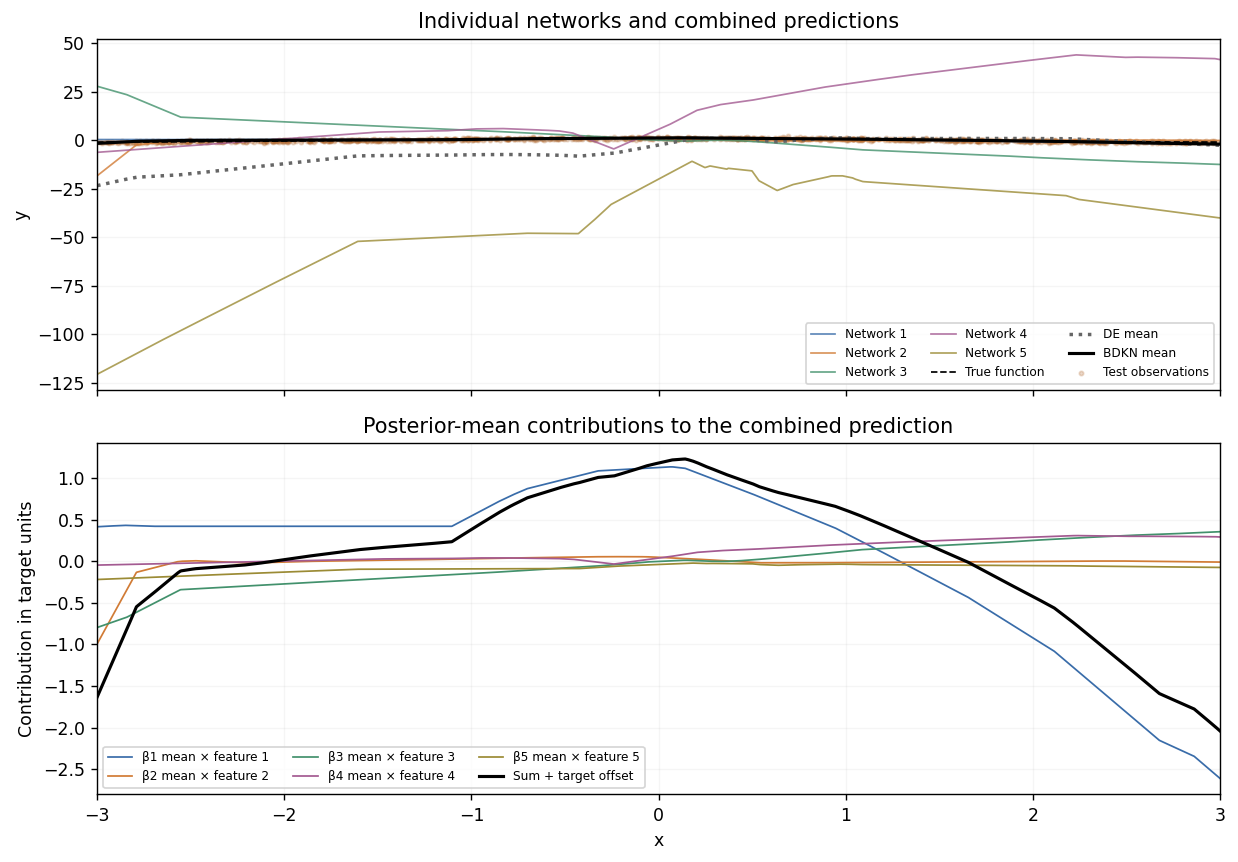 Individual networks and combined predictions
50
25
0
−25
−50
−75
−100
−125
y
Network 1
Network 2
Network 3
Network 4
Network 5
True function
DE mean
BDKN mean
Test observations
Posterior-mean contributions to the combined prediction
1.0
0.5
0.0
−0.5
−1.0
−1.5
−2.0
−2.5
Contribution in target units
β1 mean × feature 1
β2 mean × feature 2
β3 mean × feature 3
β4 mean × feature 4
β5 mean × feature 5
Sum + target offset
−3 −2 −1 0 1 2 3
x